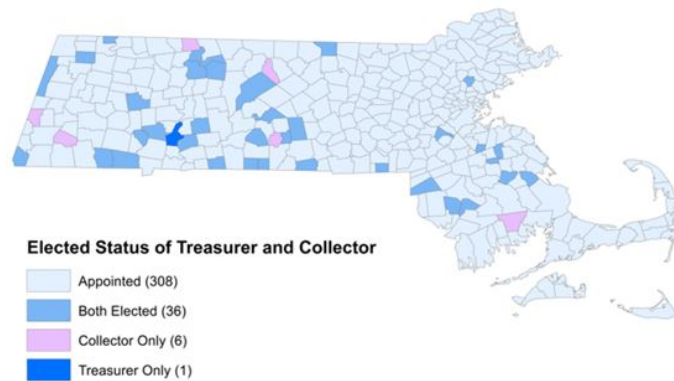 Elected Status of Treasurer and Collector
Appointed (308)
Both Elected (36)
Collector Only (6)
Treasurer Only (1)